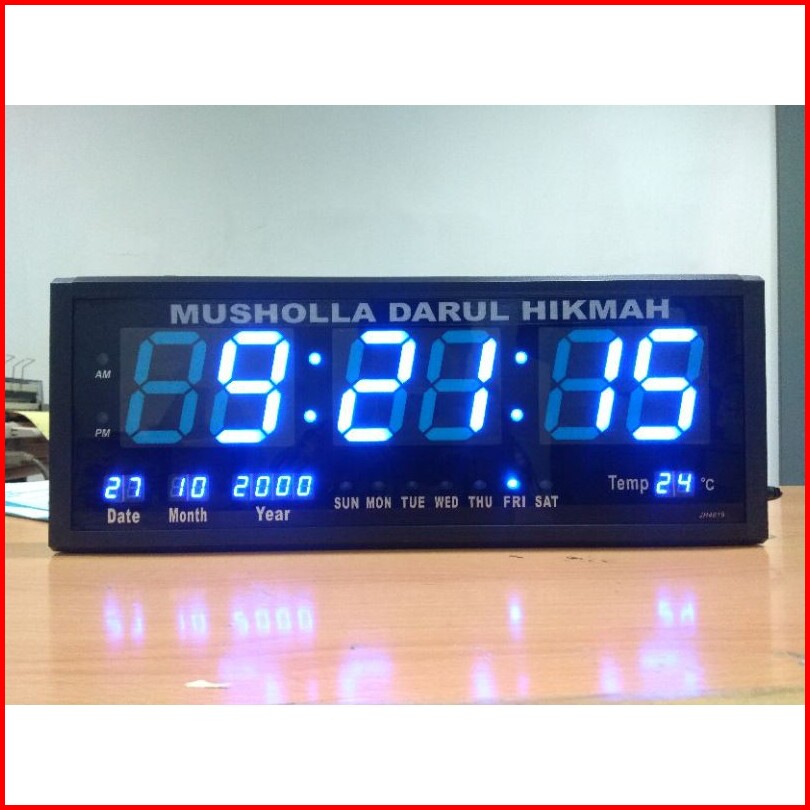 MUSHOLLA DARUL HIKMAH
AM
9:21:15
PM
27 10 2000
Date Month Year
SUN MON TUE WED THU FRI SAT
Temp 24 °C